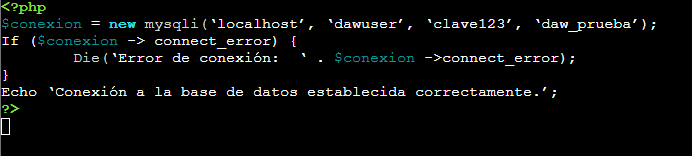 <?php
$conexion = new mysqli(‘localhost’, ‘dawuser’, ‘clave123’, ‘daw_prueba’);
If ($conexion -> connect_error) {
        Die(‘Error de conexión:  ‘ . $conexion ->connect_error);
}
Echo ‘Conexión a la base de datos establecida correctamente.’;
?>